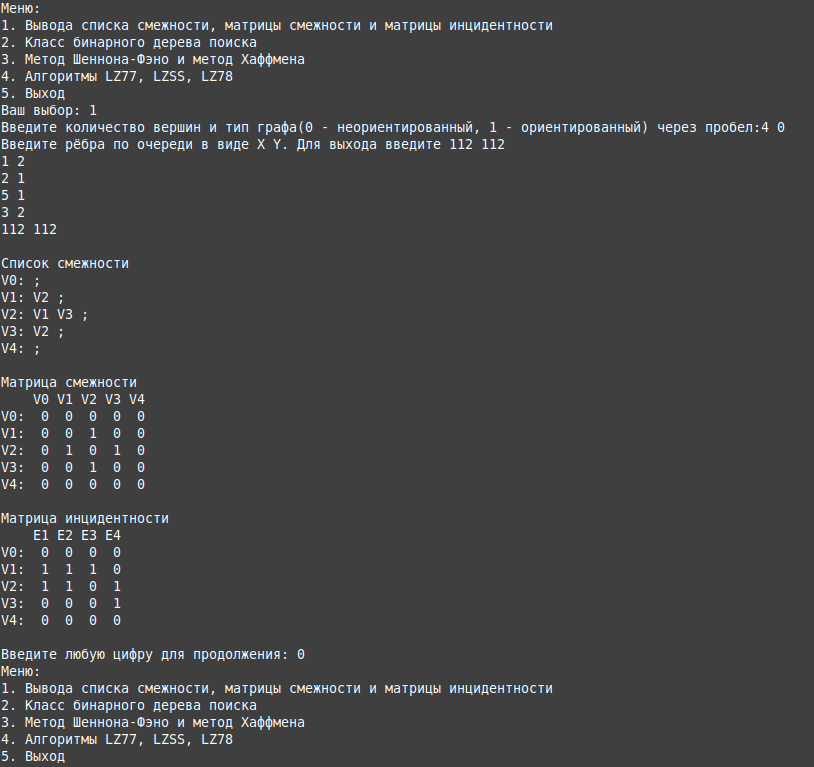 Меню:
1. Вывода списка смежности, матрицы смежности и матрицы инцидентности
2. Класс бинарного дерева поиска
3. Метод Шеннона-Фэно и метод Хаффмена
4. Алгоритмы LZ77, LZSS, LZ78
5. Выход
Ваш выбор: 1
Введите количество вершин и тип графа(0 - неориентированный, 1 - ориентированный) через пробел:4 0
Введите рёбра по очереди в виде X Y. Для выхода введите 112 112
1 2
2 1
5 1
3 2
112 112
Список смежности
V0: ;
V1: V2 ;
V2: V1 V3 ;
V3: V2 ;
V4: ;
Матрица смежности
V0 V1 V2 V3 V4
V0: 0 0 0 0 0
V1: 0 0 1 0 0
V2: 0 1 0 1 0
V3: 0 0 1 0 0
V4: 0 0 0 0 0
Матрица инцидентности
E1 E2 E3 E4
V0: 0 0 0 0
V1: 1 1 1 0
V2: 1 1 0 1
V3: 0 0 0 1
V4: 0 0 0 0
Введите любую цифру для продолжения: 0
Меню:
1. Вывода списка смежности, матрицы смежности и матрицы инцидентности
2. Класс бинарного дерева поиска
3. Метод Шеннона-Фэно и метод Хаффмена
4. Алгоритмы LZ77, LZSS, LZ78
5. Выход